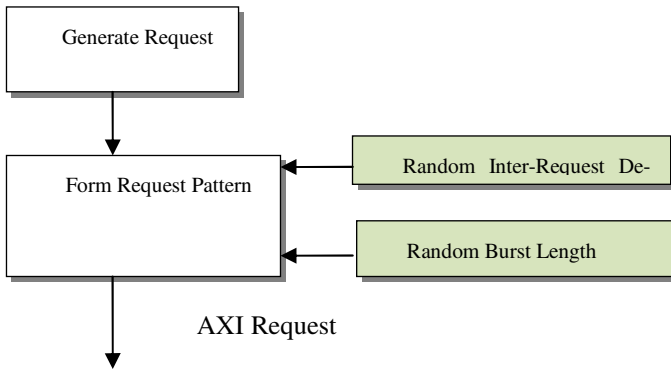 Generate Request
Form Request Pattern
Random Inter-Request De-
Random Burst Length
AXI Request